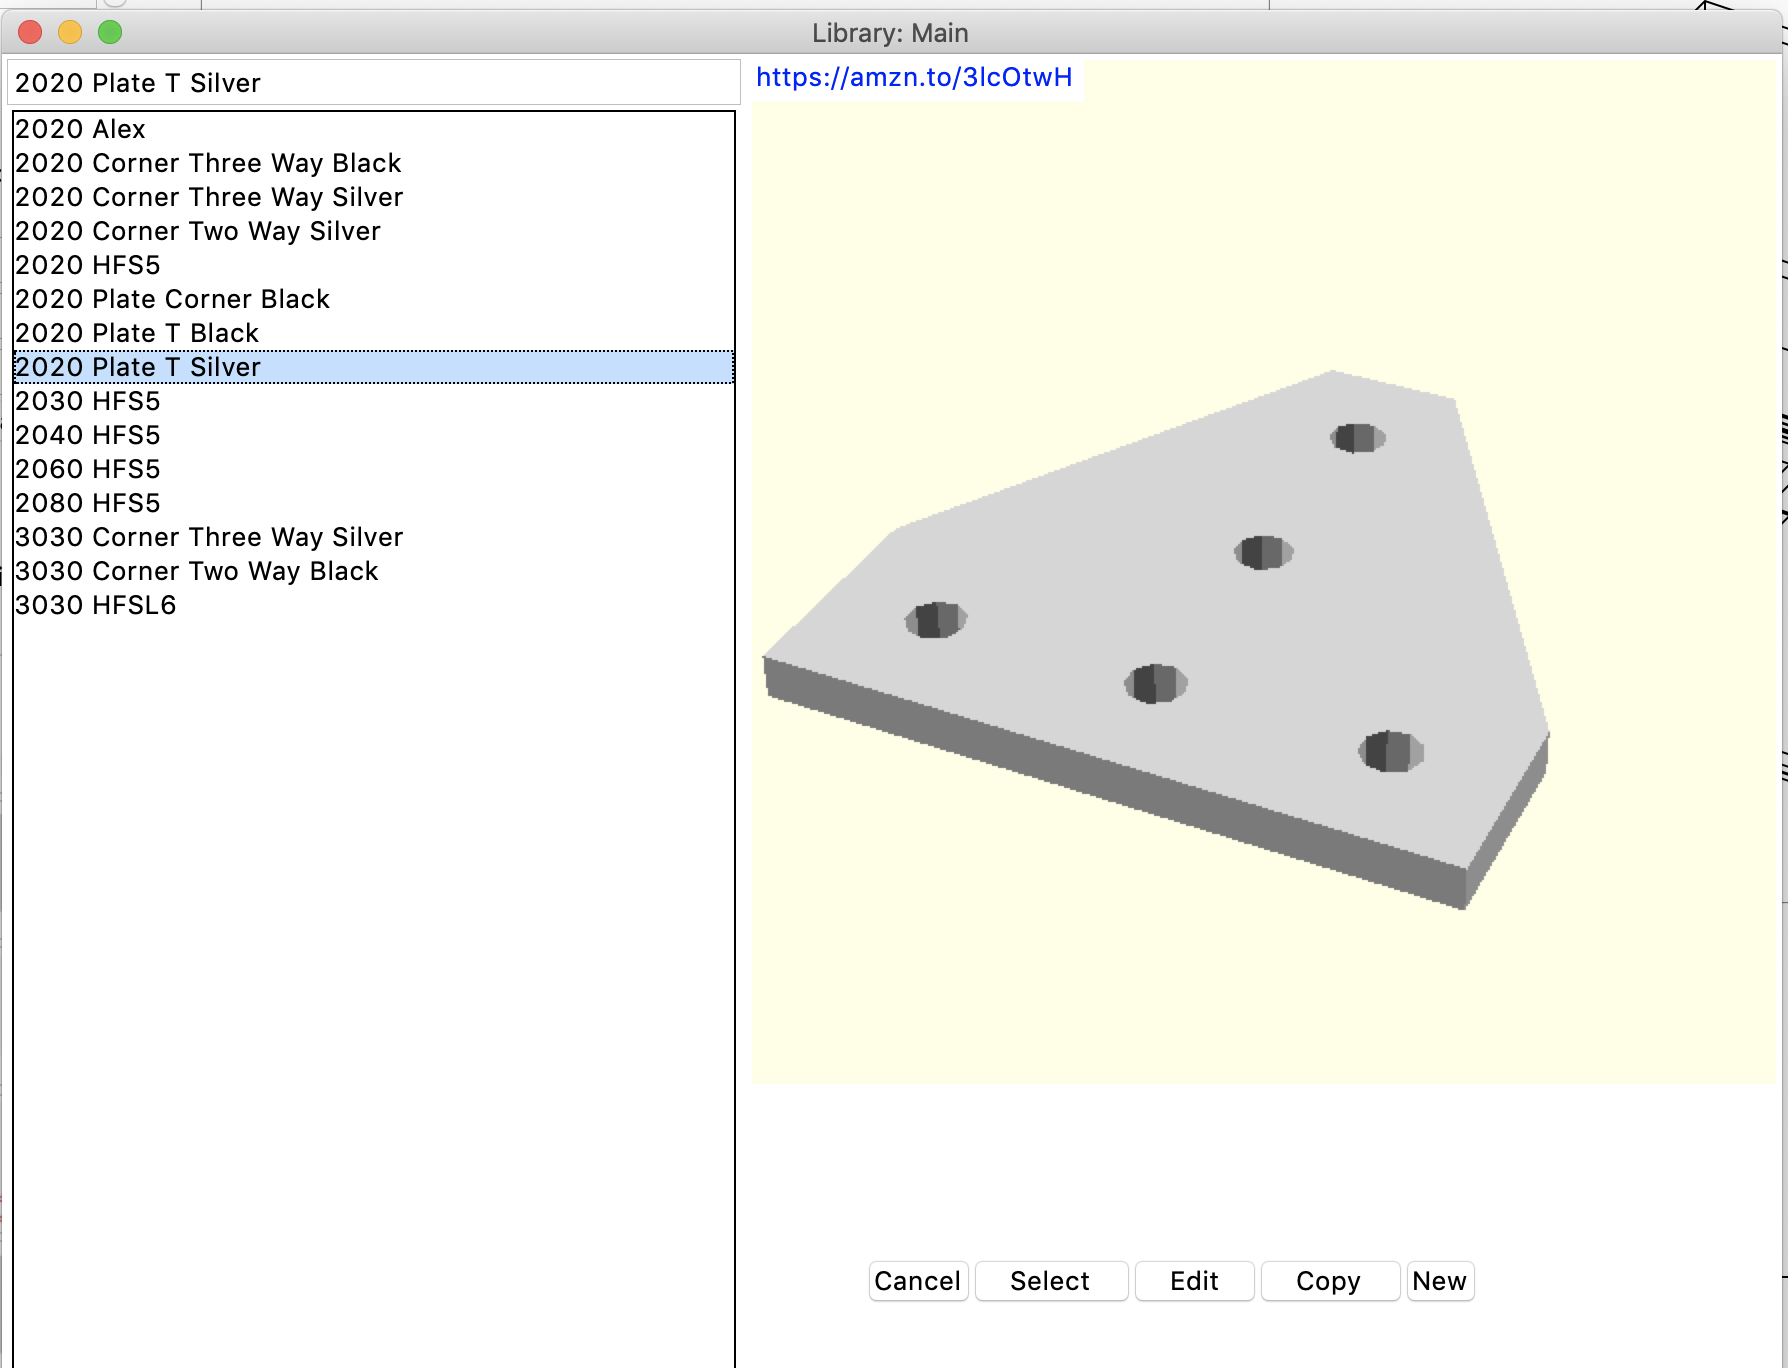 Library: Main
2020 Plate T Silver
2020 Alex
2020 Corner Three Way Black
2020 Corner Three Way Silver
2020 Corner Two Way Silver
2020 HFS5
2020 Plate Corner Black
2020 Plate T Black
2020 Plate T Silver
2030 HFS5
2040 HFS5
2060 HFS5
2080 HFS5
3030 Corner Three Way Silver
3030 Corner Two Way Black
3030 HFSL6
https://amzn.to/3lcOtwH
Cancel Select Edit Copy New